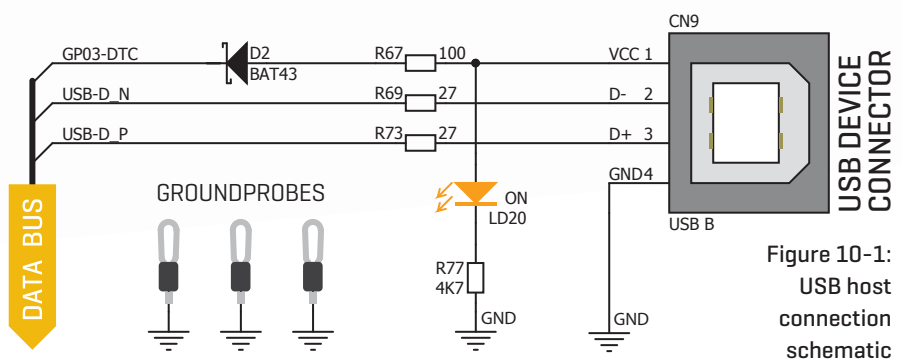 CN9
GP03-DTC
D2
BAT43
R67
100
VCC 1
USB-D_N
R69
27
D- 2
USB-D_P
R73
27
D+ 3
GND4
USB B
USB DEVICE
CONNECTOR
DATA BUS
GROUNDPROBES
ON
LD20
R77
4K7
GND
GND
Figure 10-1:
USB host
connection
schematic